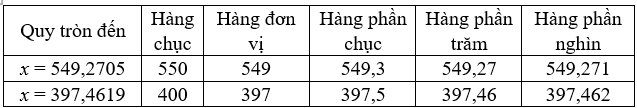 Quy tròn đến | Hàng chục | Hàng đơn vị | Hàng phần chục | Hàng phần trăm | Hàng phần nghìn
x = 549,2705 | 550 | 549 | 549,3 | 549,27 | 549,271
x = 397,4619 | 400 | 397 | 397,5 | 397,46 | 397,462